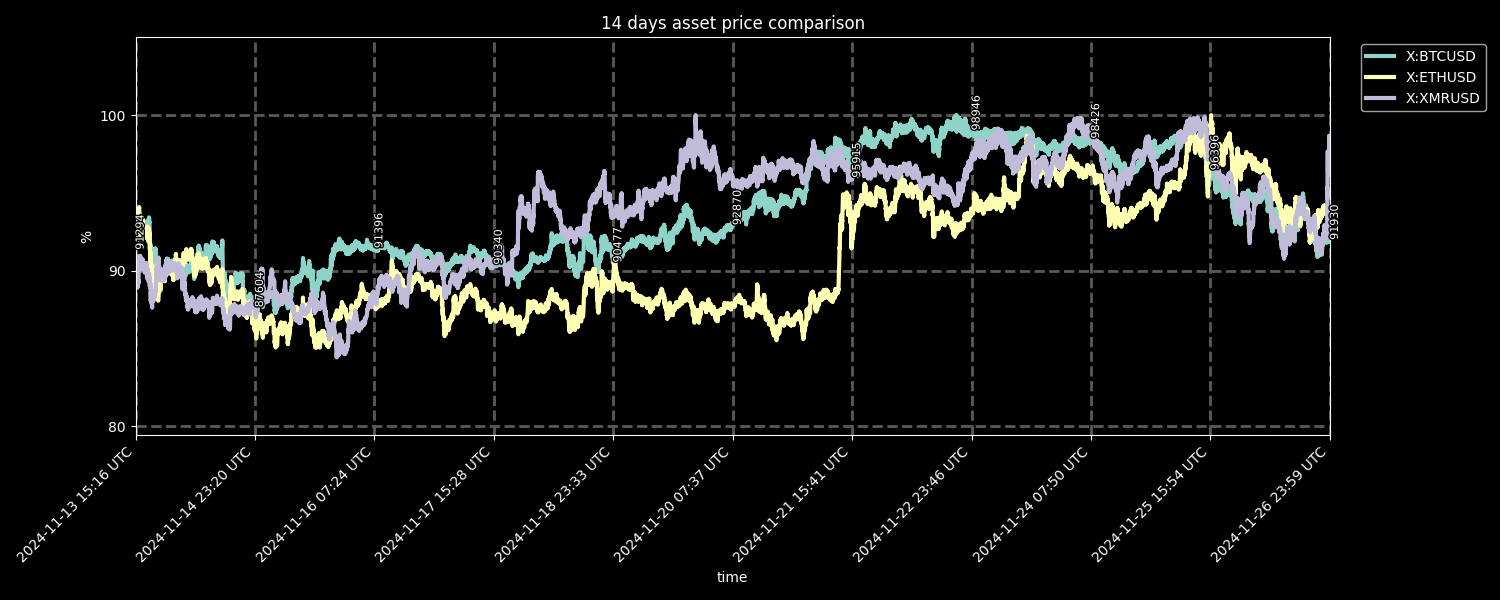 14 days asset price comparison
X:BTCUSD
X:ETHUSD
X:XMRUSD
100
90
80
%
91294
87604
91396
90340
90477
92870
95915
98946
98426
96396
91930
2024-11-13 15:16 UTC
2024-11-14 23:20 UTC
2024-11-16 07:24 UTC
2024-11-17 15:28 UTC
2024-11-18 23:33 UTC
2024-11-20 07:37 UTC
2024-11-21 15:41 UTC
2024-11-22 23:46 UTC
2024-11-24 07:50 UTC
2024-11-25 15:54 UTC
2024-11-26 23:59 UTC
time